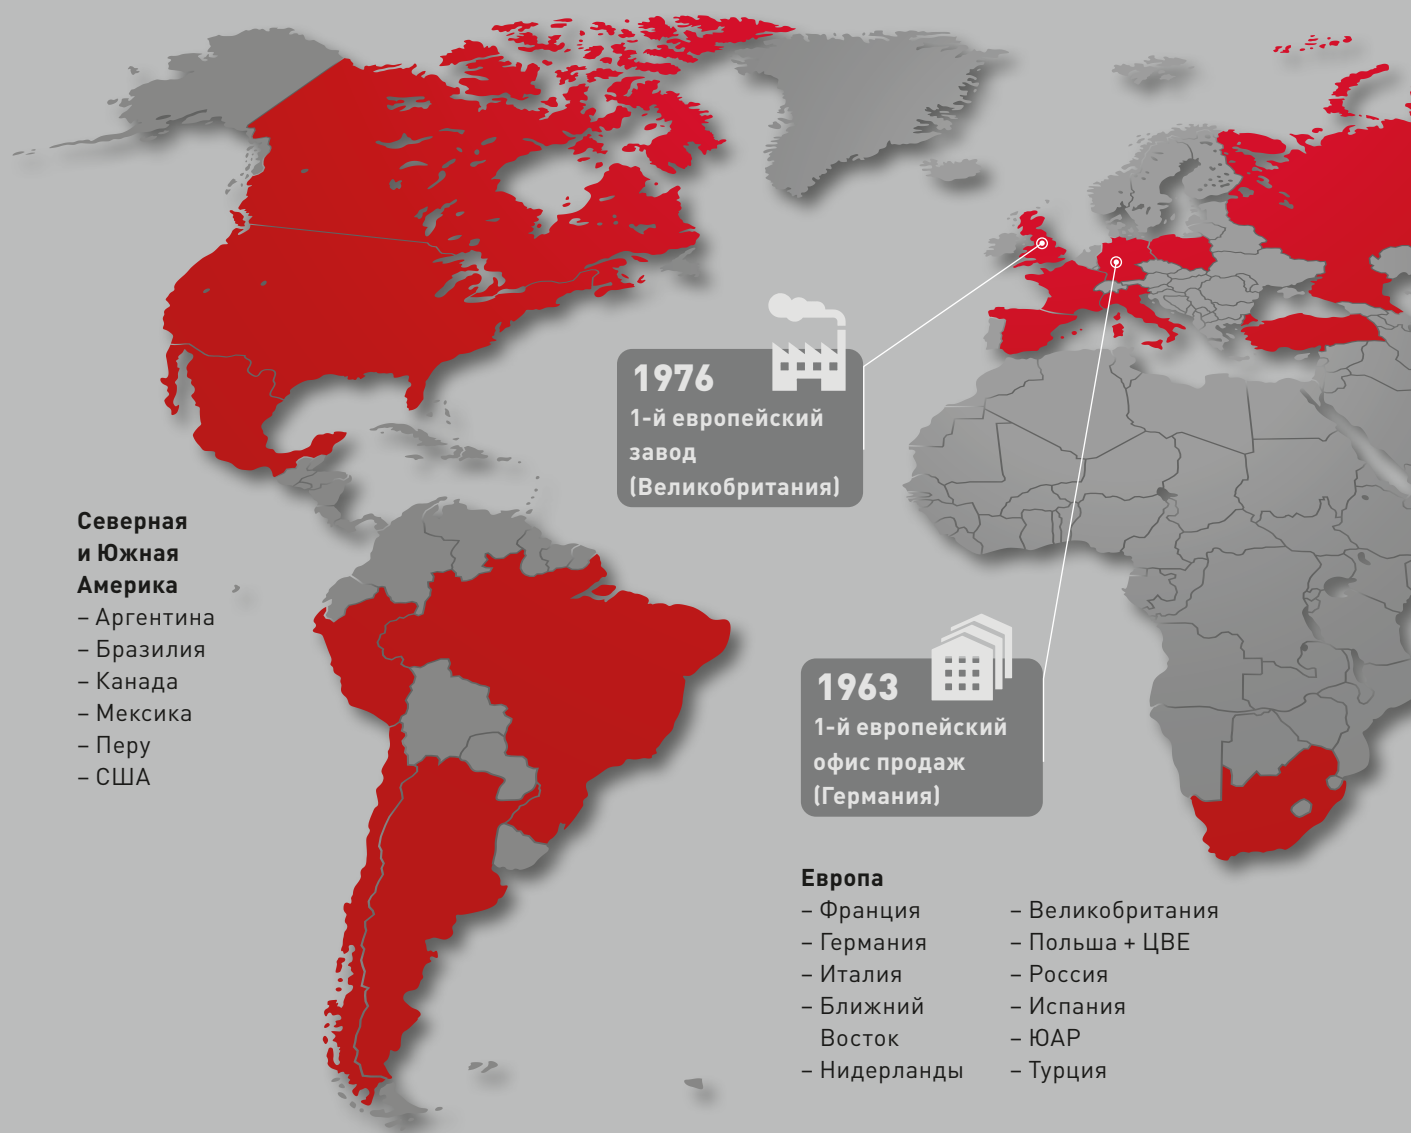 1976
1-й европейский
завод
(Великобритания)
Северная
и Южная
Америка
– Аргентина
– Бразилия
– Канада
– Мексика
– Перу
– США
1963
1-й европейский
офис продаж
(Германия)
Европа
– Франция
– Германия
– Италия
– Ближний
Восток
– Нидерланды
– Великобритания
– Польша + ЦВЕ
– Россия
– Испания
– ЮАР
– Турция